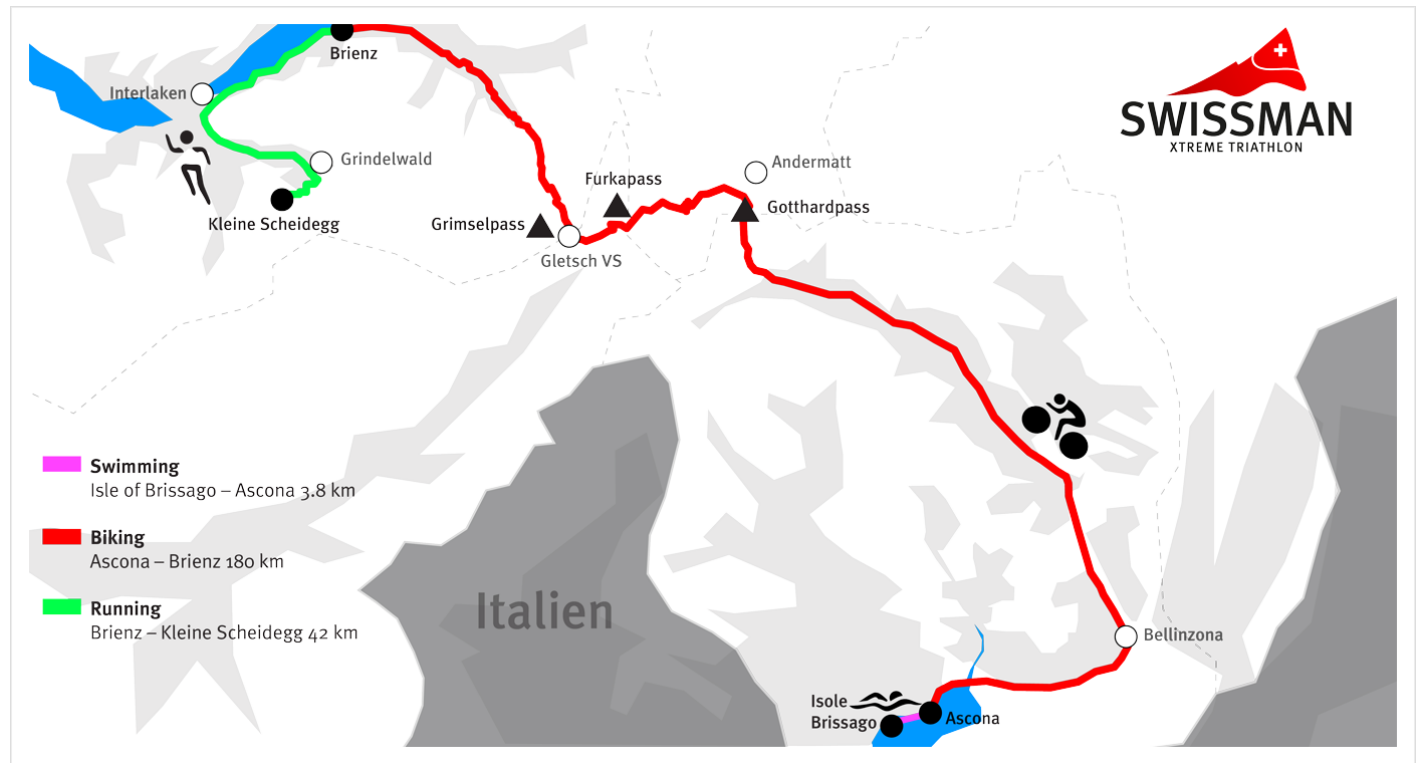 Brienz
Interlaken
Grindelwald
Kleine Scheidegg
Grimselpass
Gletsch VS
Furkapass
Andermatt
Gotthardpass
SWISSMAN
XTREME TRIATHLON
Swimming
Isle of Brissago – Ascona 3.8 km
Biking
Ascona – Brienz 180 km
Running
Brienz – Kleine Scheidegg 42 km
Italien
Bellinzona
Isole
Brissago
Ascona